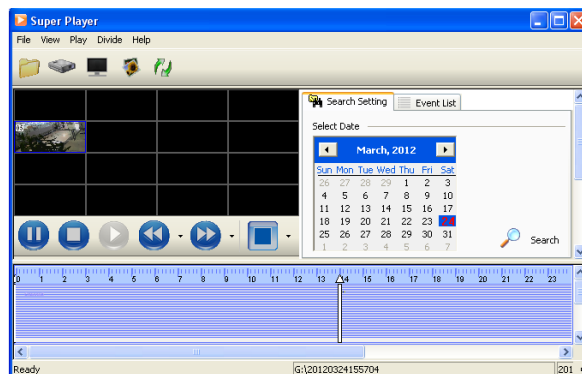 Super Player
File View Play Divide Help
Search Setting Event List
Select Date
March, 2012
Sun Mon Tue Wed Thu Fri Sat
26 27 28 29 1 2 3
4 5 6 7 8 9 10
11 12 13 14 15 16 17
18 19 20 21 22 23 24
25 26 27 28 29 30 31
1 2 3 4 5 6 7
Search
0 1 2 3 4 5 6 7 8 9 10 11 12 13 14 15 16 17 18 19 20 21 22 23
Ready G:\20120324155704 201